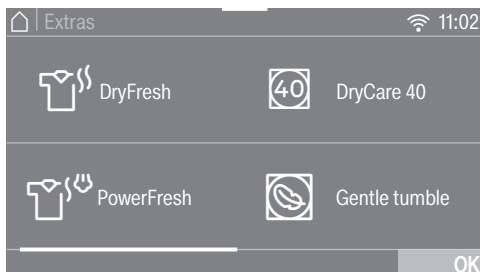 Extras 11:02
DryFresh
40 DryCare 40
PowerFresh
Gentle tumble
OK